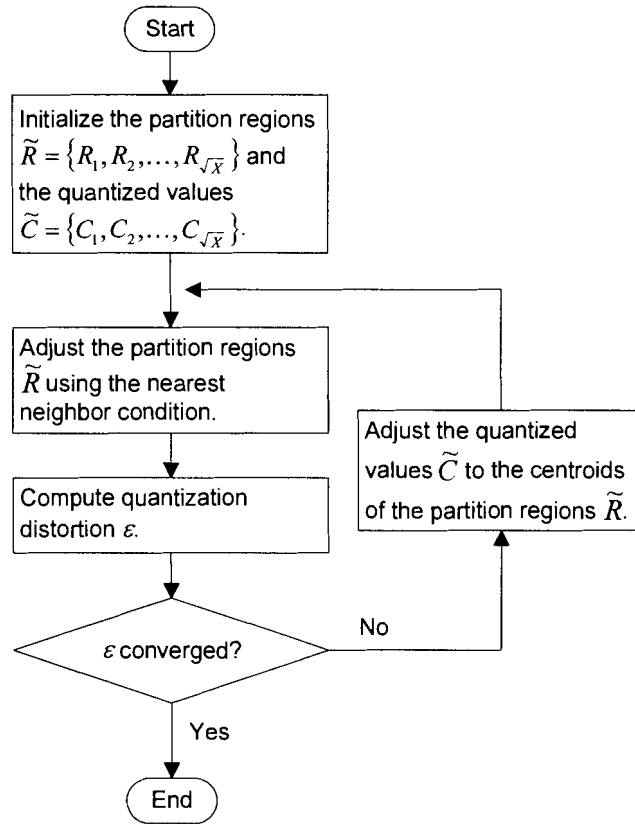 Start
Initialize the partition regions
R̃ = {R₁, R₂,..., R_√X} and
the quantized values
C̃ = {C₁, C₂,..., C_√X}.
Adjust the partition regions
R̃ using the nearest
neighbor condition.
Adjust the quantized
values C̃ to the centroids
of the partition regions R̃.
Compute quantization
distortion ε.
ε converged?
No
Yes
End